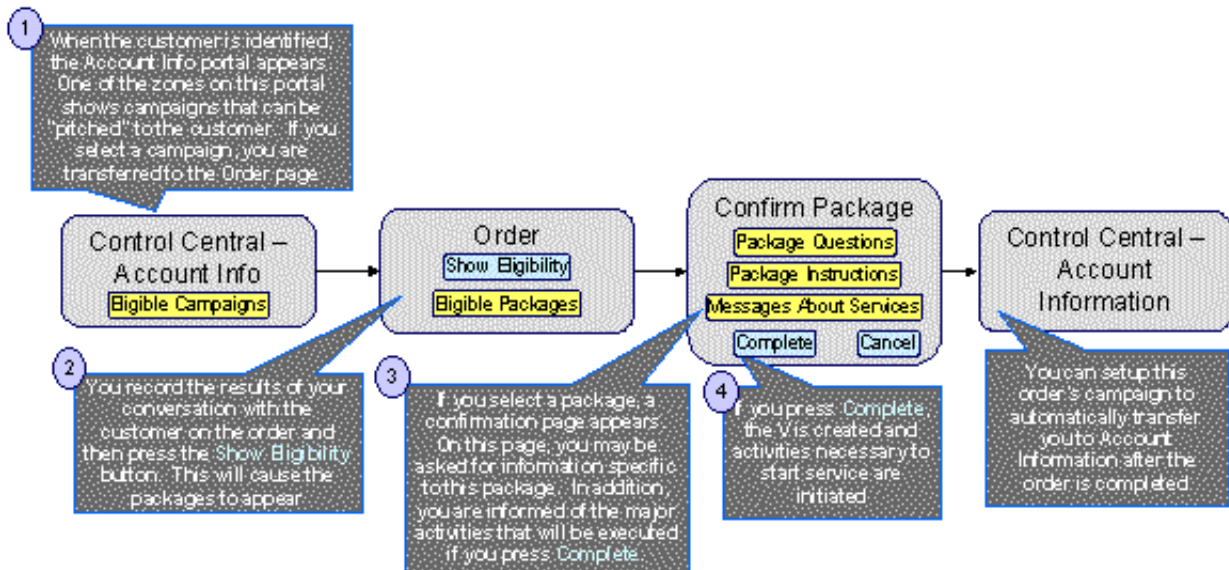 1
When the customer is identified,
the Account Info portal appears.
One of the zones on this portal
shows campaigns that can be
"pitched" to the customer. If you
select a campaign, you are
transferred to the Order page
Control Central –
Account Info
Eligible Campaigns
Order
Show Eligibility
Eligible Packages
Confirm Package
Package Questions
Package Instructions
Messages About Services
Complete
Cancel
Control Central –
Account
Information
2
You record the results of your
conversation with the
customer on the order and
then press the Show Eligibility
button. This will cause the
packages to appear
3
If you select a package, a
confirmation page appears.
On this page, you may be
asked for information specific
to this package. In addition,
you are informed of the major
activities that will be executed
if you press Complete.
4
If you press Complete,
the V is created and
activities necessary to
start service are
initiated
You can setup this
order's campaign to
automatically transfer
you to Account
Information after the
order is completed